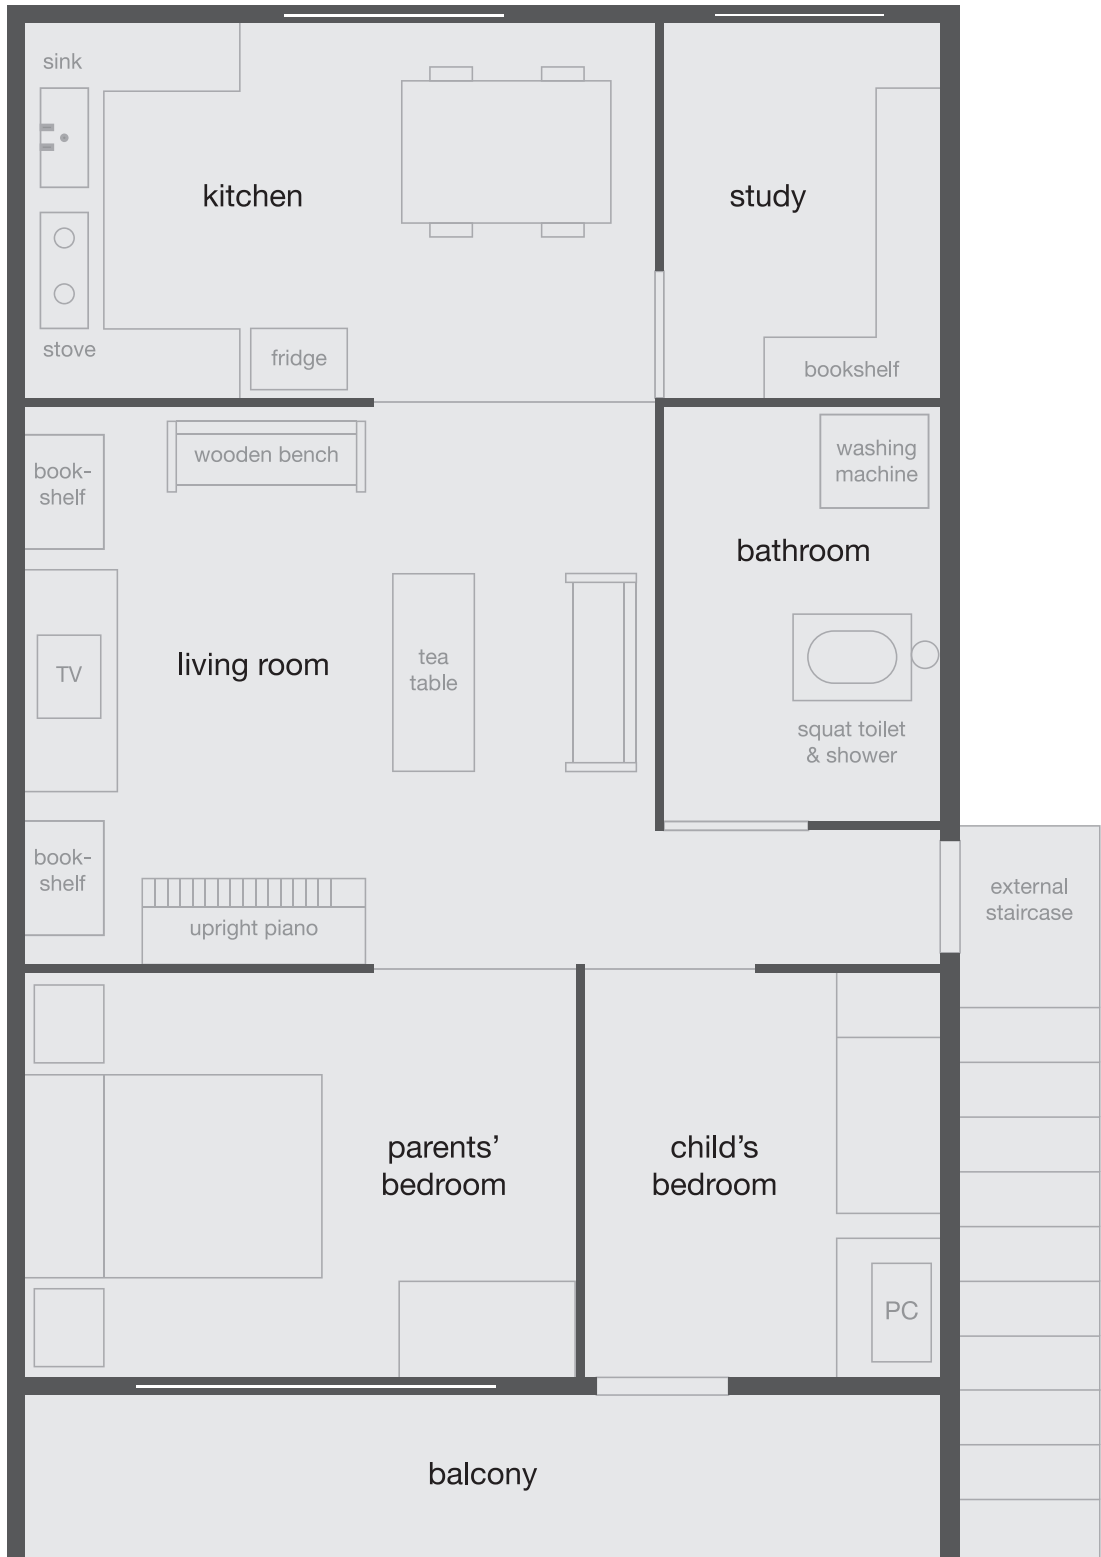 sink
kitchen
study
stove
fridge
bookshelf
book-
shelf
wooden bench
washing
machine
bathroom
TV
living room
tea
table
squat toilet
& shower
book-
shelf
upright piano
external
staircase
parents’
bedroom
child’s
bedroom
PC
balcony